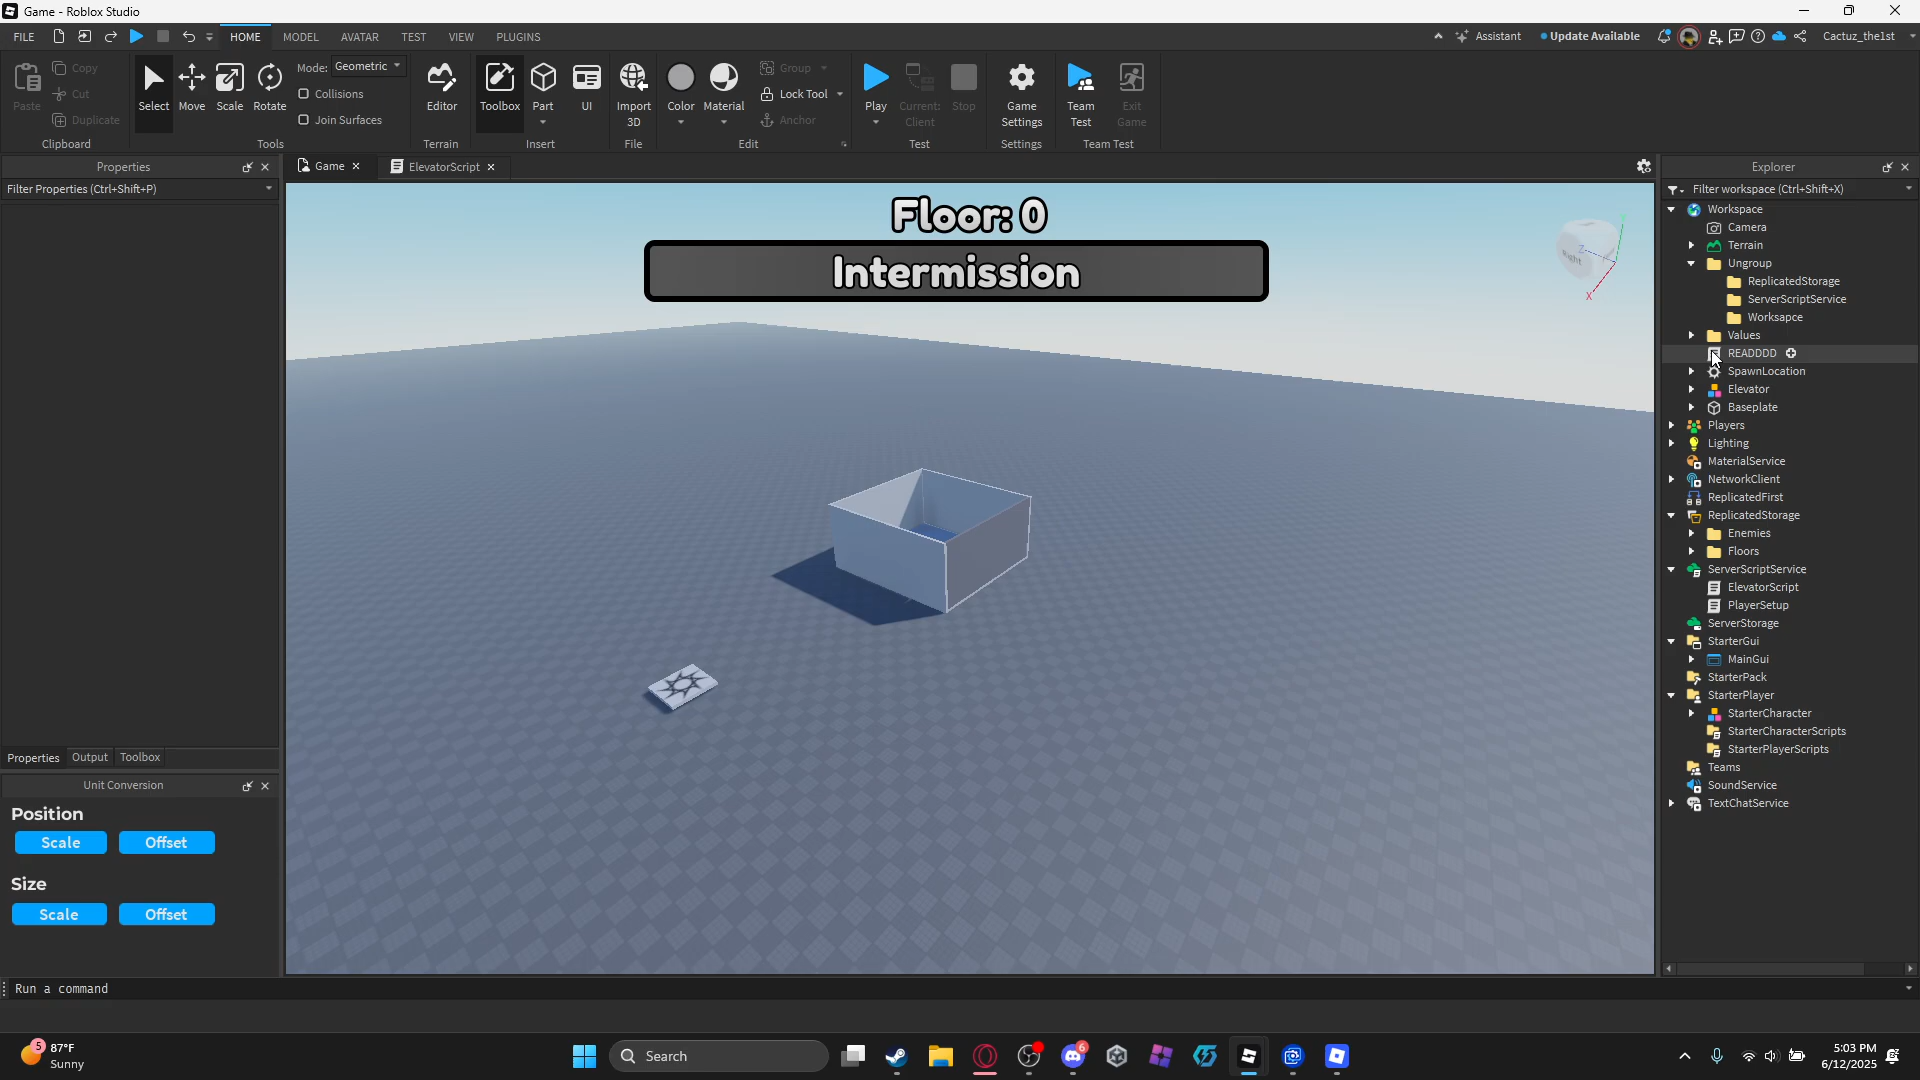 Game - Roblox Studio
FILE
HOME
MODEL
AVATAR
TEST
VIEW
PLUGINS
Assistant
Update Available
Cactuz_the1st
Paste
Copy
Cut
Duplicate
Clipboard
Select
Move
Scale
Rotate
Mode: Geometric
Collisions
Join Surfaces
Tools
Editor
Terrain
Toolbox
Part
UI
Insert
Import
3D
File
Color
Material
Group
Lock Tool
Anchor
Edit
Play
Current:
Client
Stop
Test
Game
Settings
Settings
Team
Test
Exit
Game
Team Test
Properties
Filter Properties (Ctrl+Shift+P)
Game
ElevatorScript
Floor: 0
Intermission
Right
Z
X
Explorer
Filter workspace (Ctrl+Shift+X)
Workspace
Camera
Terrain
Ungroup
ReplicatedStorage
ServerScriptService
Worksapce
Values
READDDD
SpawnLocation
Elevator
Baseplate
Players
Lighting
MaterialService
NetworkClient
ReplicatedFirst
ReplicatedStorage
Enemies
Floors
ServerScriptService
ElevatorScript
PlayerSetup
ServerStorage
StarterGui
MainGui
StarterPack
StarterPlayer
StarterCharacter
StarterCharacterScripts
StarterPlayerScripts
Teams
SoundService
TextChatService
Properties
Output
Toolbox
Unit Conversion
Position
Scale
Offset
Size
Scale
Offset
Run a command
5
87°F
Sunny
Search
6
5:03 PM
6/12/2025